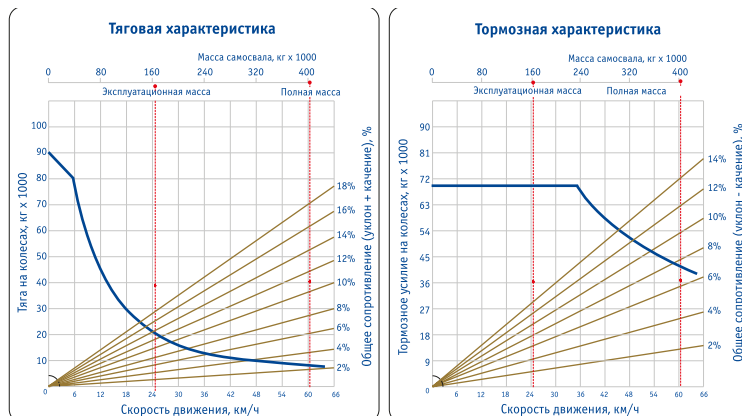 Тяговая характеристика
Масса самосвала, кг х 1000
0 80 160 240 320 400
Эксплуатационная масса Полная масса
Тяга на колесах, кг х 1000
100
90
80
70
60
50
40
30
20
10
0 6 12 18 24 30 36 42 48 54 60 66
Скорость движения, км/ч
18%
16%
14%
12%
10%
8%
6%
4%
2%
Общее сопротивление (уклон + качение), %
Тормозная характеристика
Масса самосвала, кг х 1000
0 80 160 240 320 400
Эксплуатационная масса Полная масса
Тормозное усилие на колесах, кг х 1000
90
81
72
63
54
45
36
27
18
9
0 6 12 18 24 30 36 42 48 54 60 66
Скорость движения, км/ч
14%
12%
10%
8%
6%
4%
2%
Общее сопротивление (уклон - качение), %